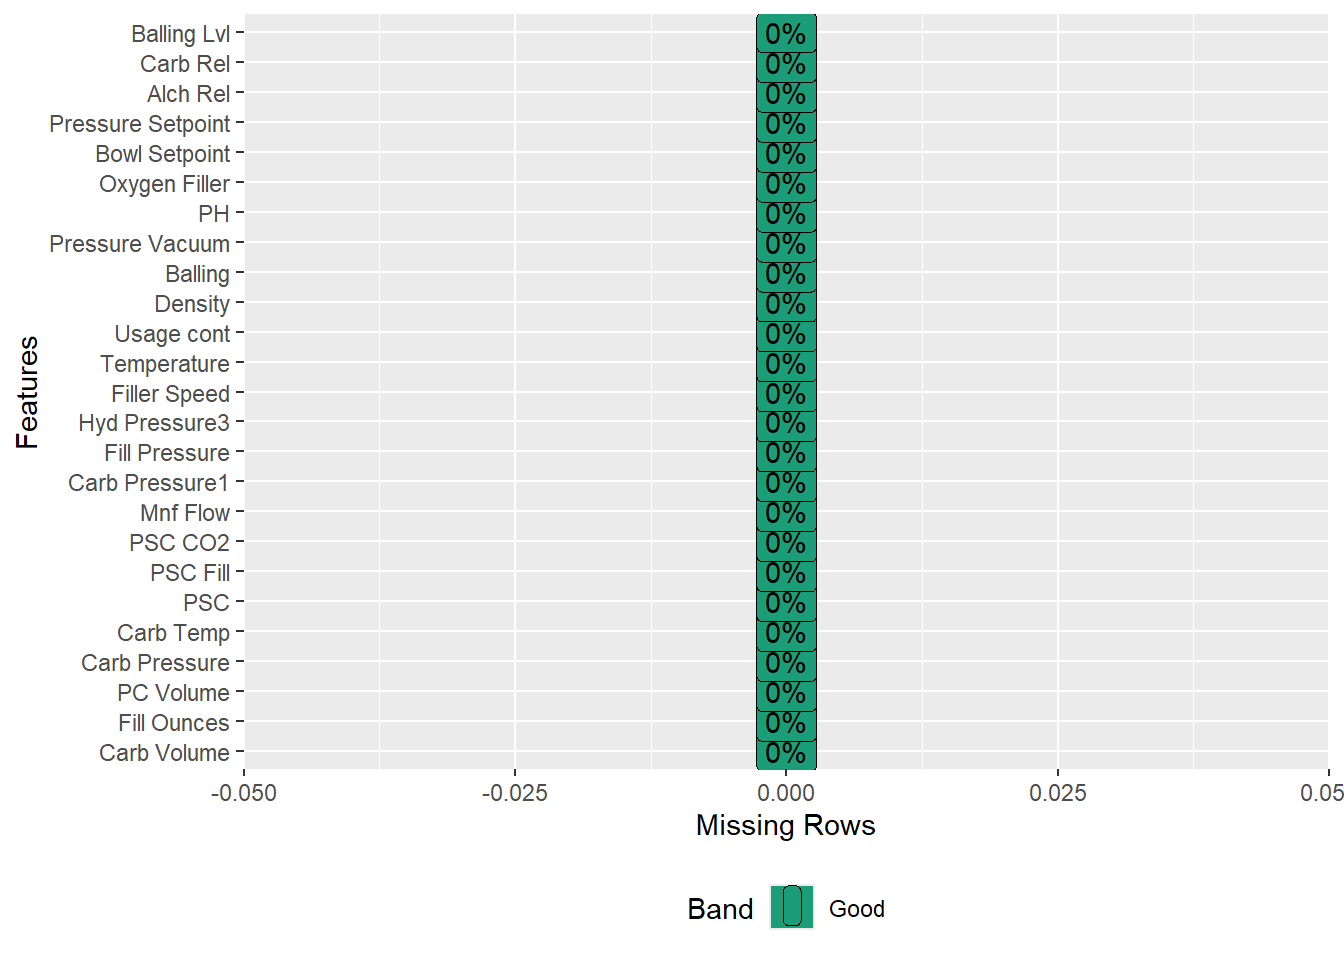 Balling Lvl 0%
Carb Rel 0%
Alch Rel 0%
Pressure Setpoint 0%
Bowl Setpoint 0%
Oxygen Filler 0%
PH 0%
Pressure Vacuum 0%
Balling 0%
Density 0%
Usage cont 0%
Temperature 0%
Filler Speed 0%
Hyd Pressure3 0%
Fill Pressure 0%
Carb Pressure1 0%
Mnf Flow 0%
PSC CO2 0%
PSC Fill 0%
PSC 0%
Carb Temp 0%
Carb Pressure 0%
PC Volume 0%
Fill Ounces 0%
Carb Volume 0%
Features
-0.050 -0.025 0.000 0.025 0.05
Missing Rows
Band Good